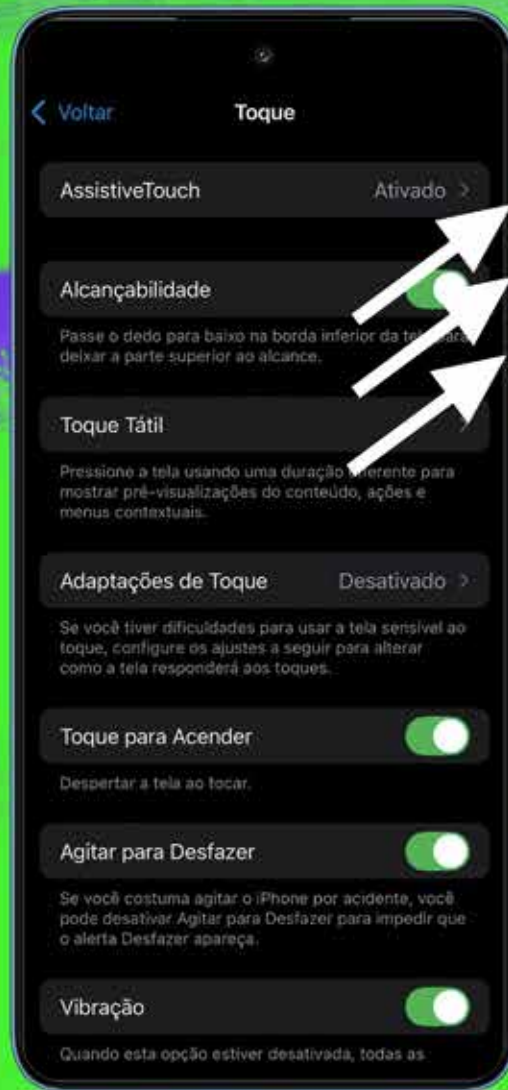 Voltar
Toque
AssistiveTouch Ativado
Alcançabilidade
Passe o dedo para baixo na borda inferior da tela para
deixar a parte superior ao alcance.
Toque Tátil
Pressione a tela usando uma duração diferente para
mostrar pré-visualizações do conteúdo, ações e
menus contextuais.
Adaptações de Toque Desativado
Se você tiver dificuldades para usar a tela sensível ao
toque, configure os ajustes a seguir para alterar
como a tela responderá aos toques.
Toque para Acender
Despertar a tela ao tocar.
Agitar para Desfazer
Se você costuma agitar o iPhone por acidente, você
pode desativar Agitar para Desfazer para impedir que
o alerta Desfazer apareça.
Vibração
Quando esta opção estiver desativada, todas as